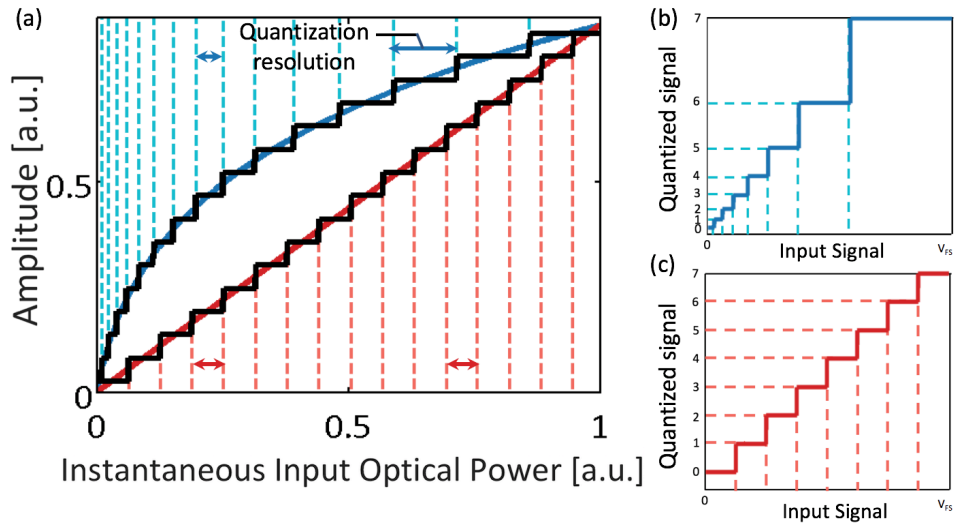 (a)
Quantization
resolution
Amplitude [a.u.]
0.5
0
0
0.5
1
Instantaneous Input Optical Power [a.u.]
(b)
7
6
5
4
3
2
1
0
Quantized signal
0
Input Signal
VFS
(c)
7
6
5
4
3
2
1
0
Quantized signal
0
Input Signal
VFS